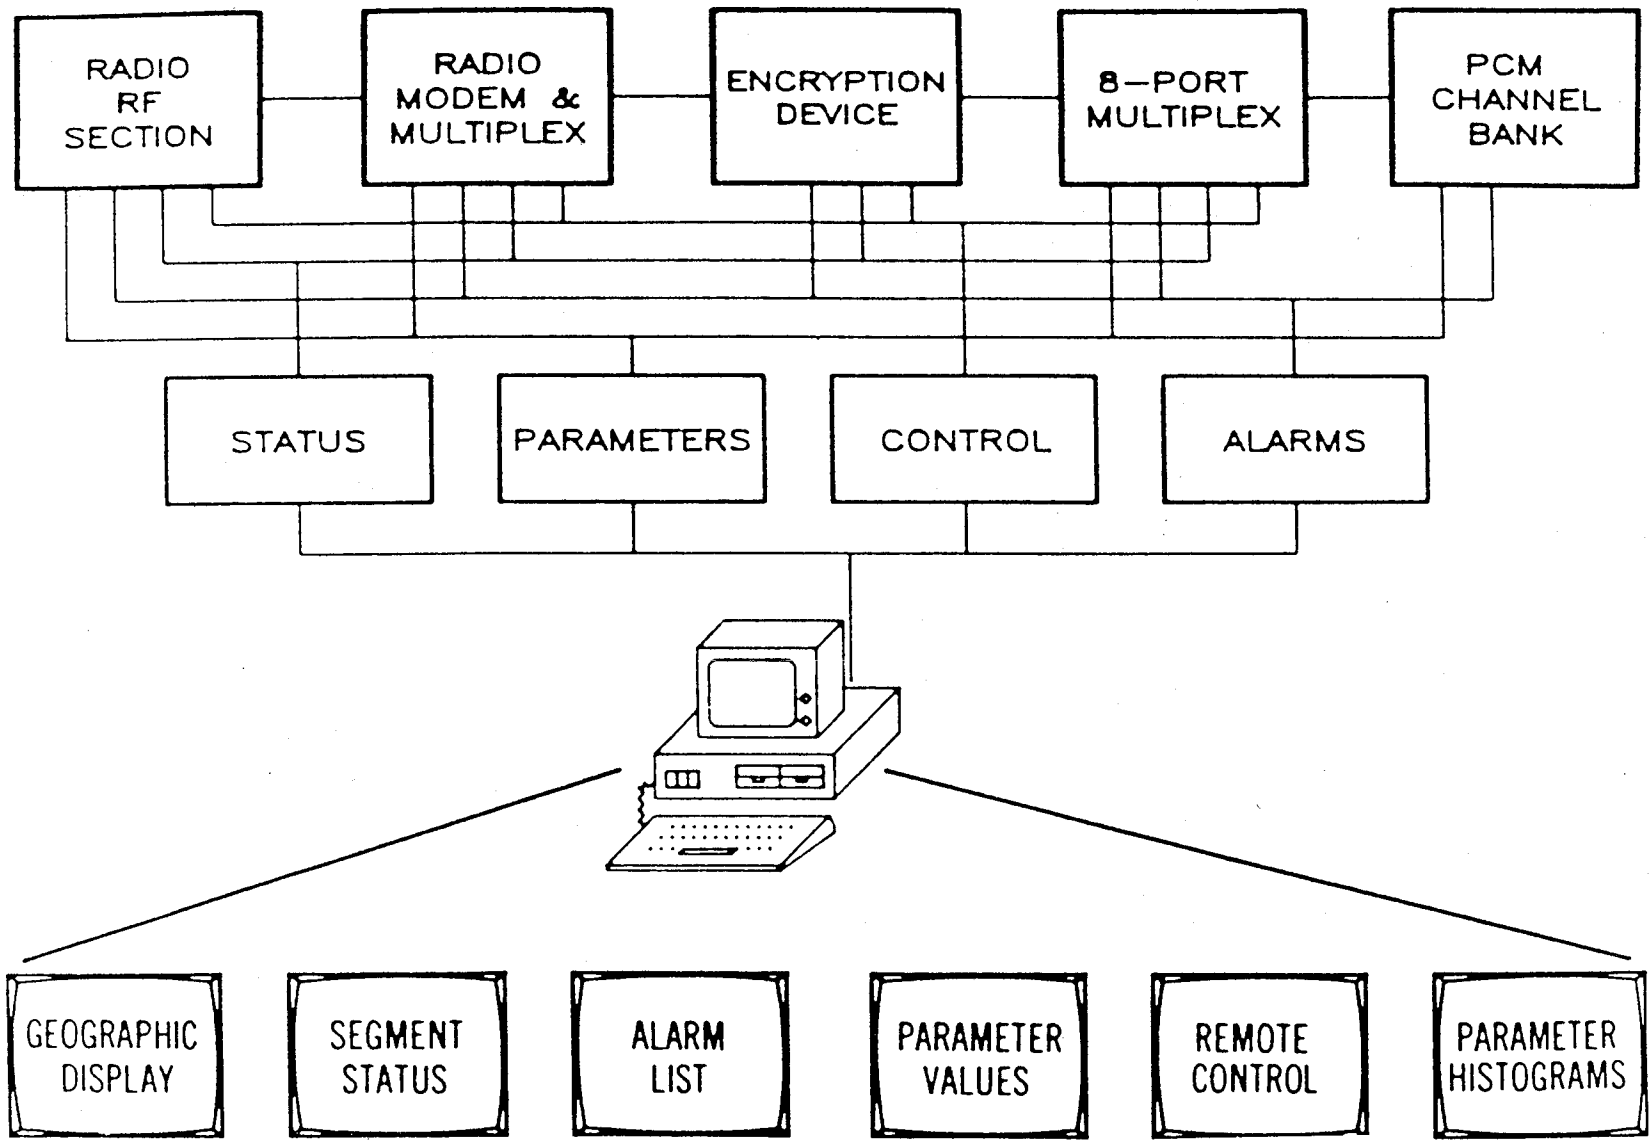 RADIO
RF
SECTION
RADIO
MODEM &
MULTIPLEX
ENCRYPTION
DEVICE
8-PORT
MULTIPLEX
PCM
CHANNEL
BANK
STATUS
PARAMETERS
CONTROL
ALARMS
GEOGRAPHIC
DISPLAY
SEGMENT
STATUS
ALARM
LIST
PARAMETER
VALUES
REMOTE
CONTROL
PARAMETER
HISTOGRAMS